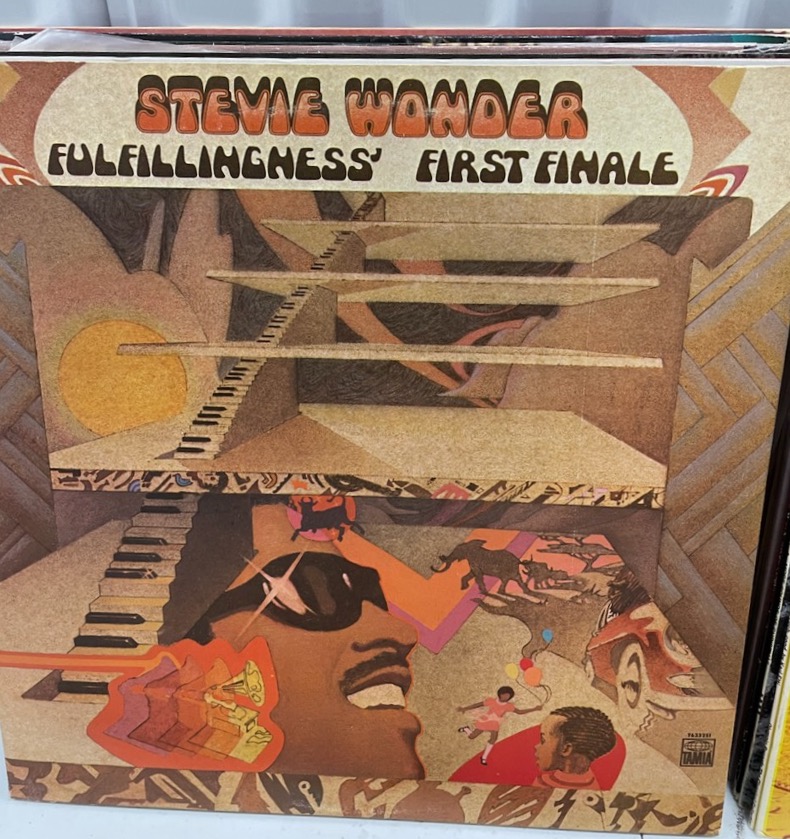 STEVIE WONDER
FULFILLINGNESS' FIRST FINALE
TAMLA